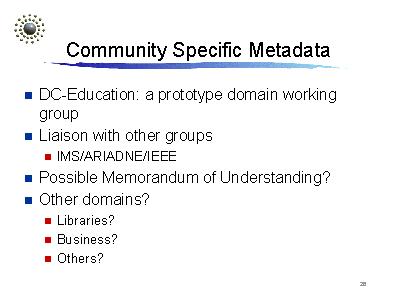 Community Specific Metadata
DC-Education: a prototype domain working
group
Liaison with other groups
IMS/ARIADNE/IEEE
Possible Memorandum of Understanding?
Other domains?
Libraries?
Business?
Others?
26